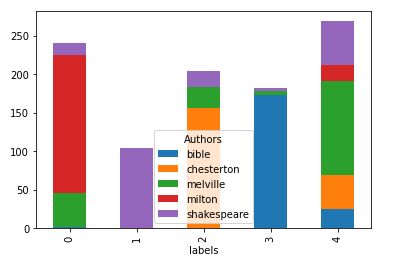 250
200
150
100
50
0
Authors
bible
chesterton
melville
milton
shakespeare
0
1
2
3
4
labels